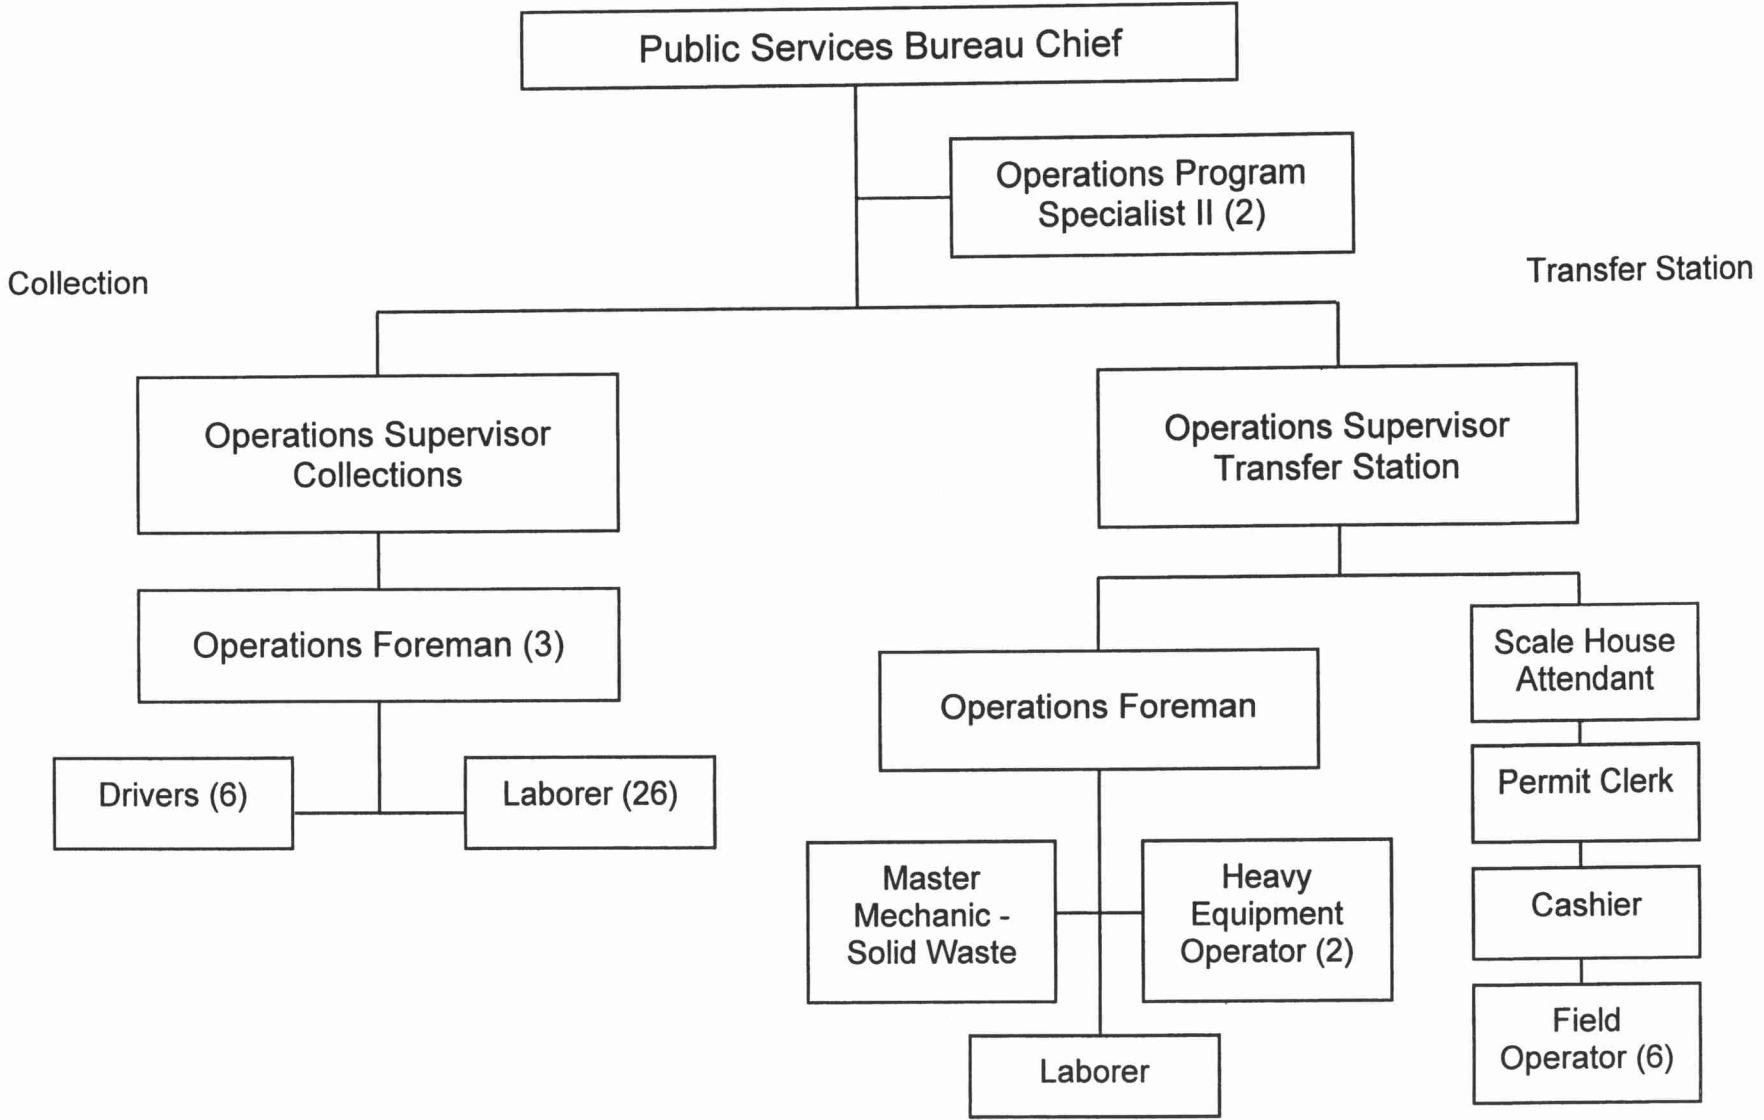 Public Services Bureau Chief
Operations Program
Specialist II (2)
Collection
Transfer Station
Operations Supervisor
Collections
Operations Supervisor
Transfer Station
Operations Foreman (3)
Drivers (6)
Laborer (26)
Operations Foreman
Master
Mechanic -
Solid Waste
Heavy
Equipment
Operator (2)
Laborer
Scale House
Attendant
Permit Clerk
Cashier
Field
Operator (6)